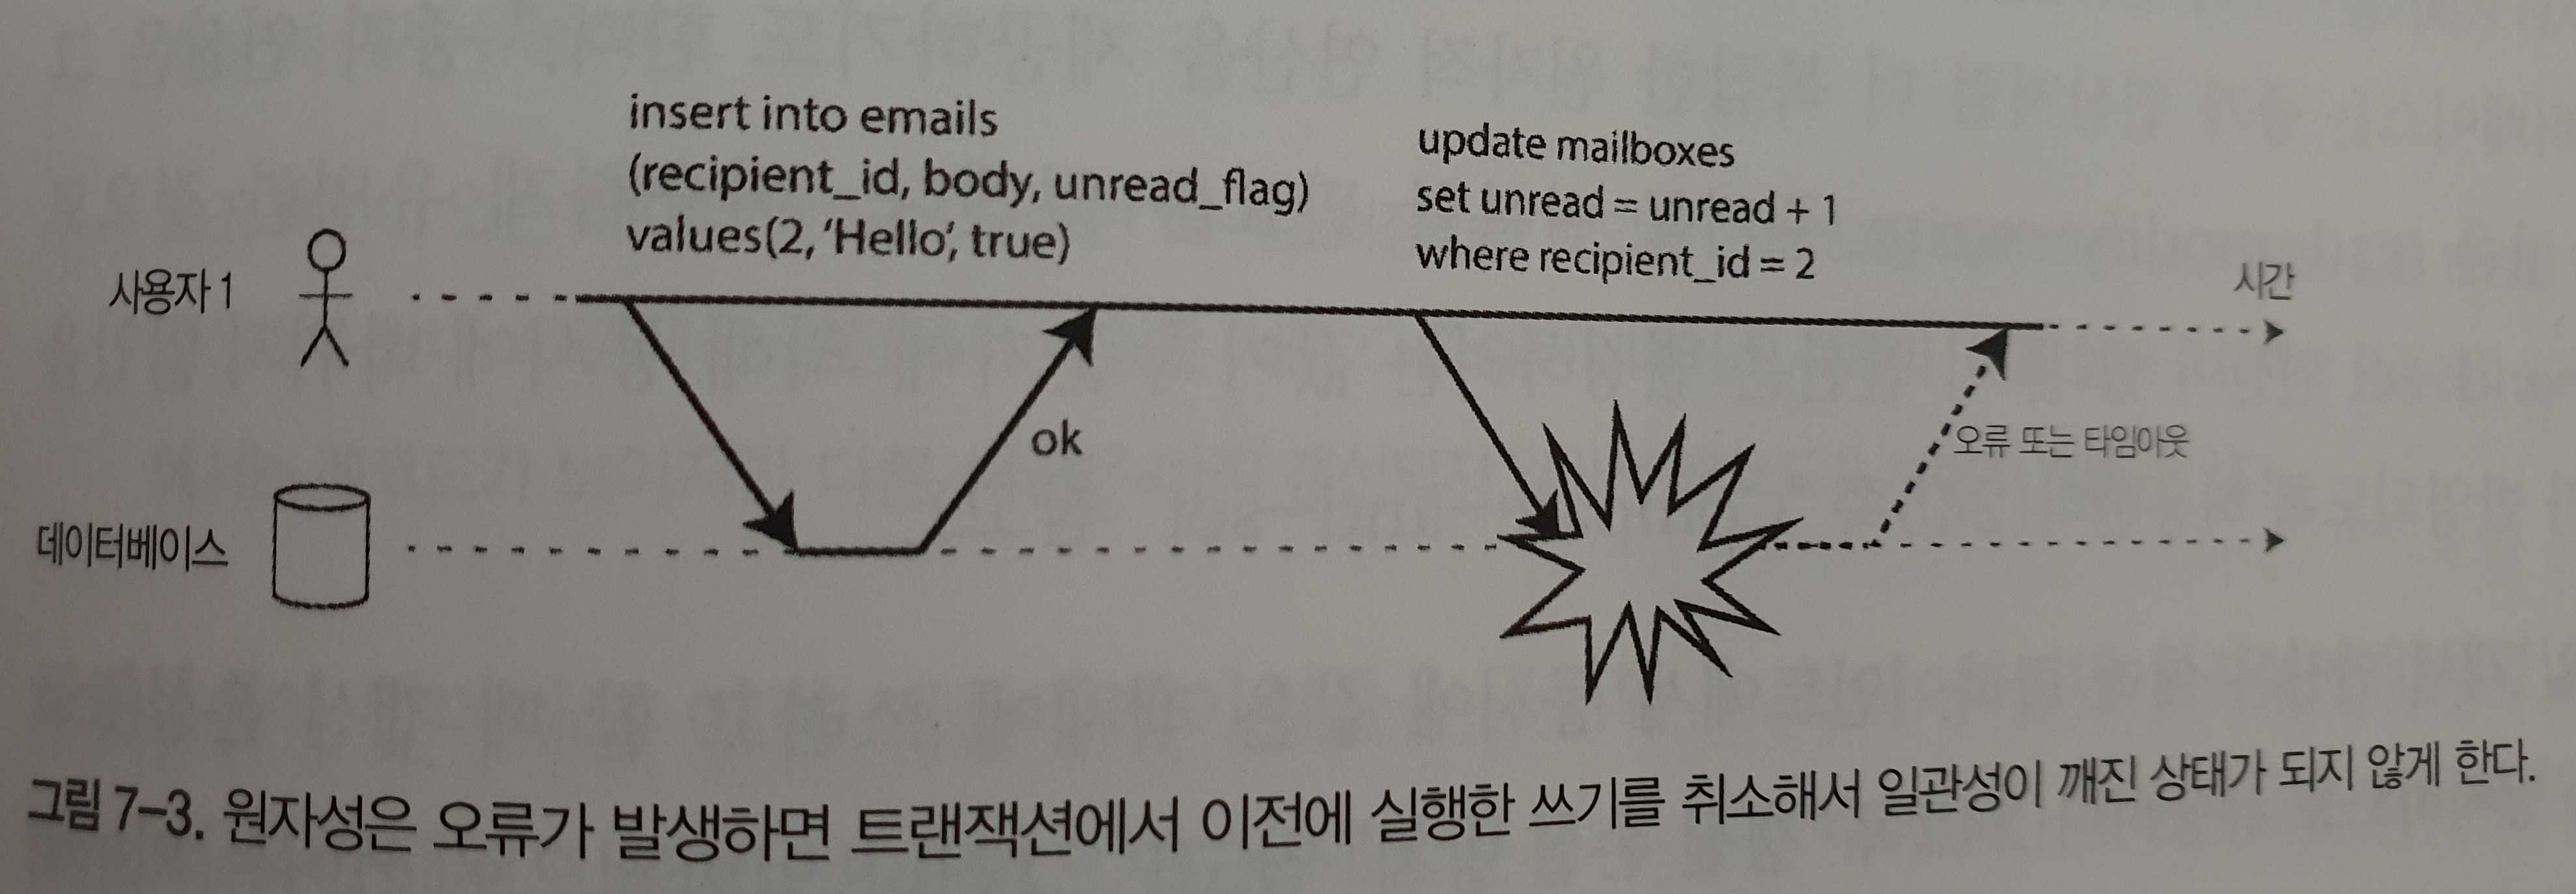 insert into emails
(recipient_id, body, unread_flag)
values(2, ‘Hello’, true)
update mailboxes
set unread = unread + 1
where recipient_id = 2
사용자 1
시간
ok
오류 또는 타임아웃
데이터베이스
그림 7-3. 원자성은 오류가 발생하면 트랜잭션에서 이전에 실행한 쓰기를 취소해서 일관성이 깨진 상태가 되지 않게 한다.